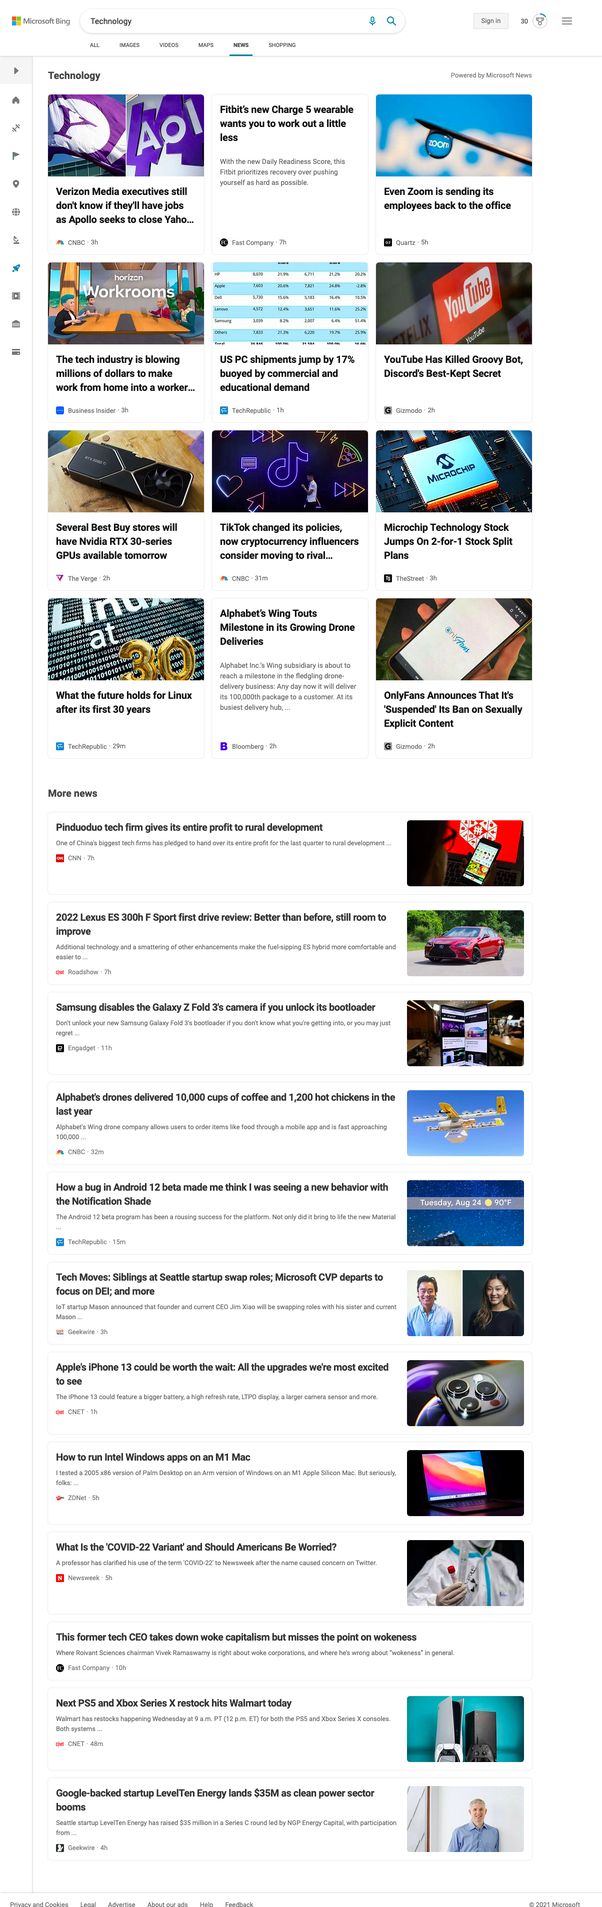 Microsoft Bing
Technology
Sign in
30
ALL
IMAGES
VIDEOS
MAPS
NEWS
SHOPPING
Technology
Powered by Microsoft News
Verizon Media executives still
don't know if they'll have jobs
as Apollo seeks to close Yaho...
CNBC · 3h
Fitbit's new Charge 5 wearable
wants you to work out a little
less
With the new Daily Readiness Score, this
Fitbit prioritizes recovery over pushing
yourself as hard as possible.
Fast Company · 7h
zoom
Even Zoom is sending its
employees back to the office
Quartz · 5h
horizon
Workrooms
The tech industry is blowing
millions of dollars to make
work from home into a worker...
Business Insider · 3h
HP 8,070 21.9% 6,711 21.2% 20.2%
Apple 7,603 20.6% 7,821 24.8% -2.8%
Dell 5,730 15.6% 5,183 16.4% 10.5%
Lenovo 4,572 12.4% 3,651 11.6% 25.2%
Samsung 3,039 8.2% 2,007 6.4% 51.4%
Others 7,833 21.3% 6,220 19.7% 25.9%
US PC shipments jump by 17%
buoyed by commercial and
educational demand
TechRepublic · 1h
YouTube
YouTube
YouTube Has Killed Groovy Bot,
Discord's Best-Kept Secret
Gizmodo · 2h
Several Best Buy stores will
have Nvidia RTX 30-series
GPUs available tomorrow
The Verge · 2h
TikTok changed its policies,
now cryptocurrency influencers
consider moving to rival...
CNBC · 31m
MICROCHIP
Microchip Technology Stock
Jumps On 2-for-1 Stock Split
Plans
TheStreet · 3h
Linux
at
30
What the future holds for Linux
after its first 30 years
TechRepublic · 29m
Alphabet's Wing Touts
Milestone in its Growing Drone
Deliveries
Alphabet Inc.'s Wing subsidiary is about to
reach a milestone in the fledgling drone-
delivery business: Any day now it will deliver
its 100,000th package to a customer. At its
busiest delivery hub, ...
Bloomberg · 2h
OnlyFans
OnlyFans Announces That It's
'Suspended' Its Ban on Sexually
Explicit Content
Gizmodo · 2h
More news
Pinduoduo tech firm gives its entire profit to rural development
One of China's biggest tech firms has pledged to hand over its entire profit for the last quarter to rural development ...
CNN · 7h
2022 Lexus ES 300h F Sport first drive review: Better than before, still room to
improve
Additional technology and a smattering of other enhancements make the fuel-sipping ES hybrid more comfortable and
easier to ...
Roadshow · 7h
Samsung disables the Galaxy Z Fold 3's camera if you unlock its bootloader
Don't unlock your new Samsung Galaxy Fold 3's bootloader if you don't know what you're getting into, or you may just
regret ...
Engadget · 11h
Alphabet's drones delivered 10,000 cups of coffee and 1,200 hot chickens in the
last year
Alphabet's Wing drone company allows users to order items like food through a mobile app and is fast approaching
100,000 ...
CNBC · 32m
How a bug in Android 12 beta made me think I was seeing a new behavior with
the Notification Shade
The Android 12 beta program has been a rousing success for the platform. Not only did it bring to life the new Material
...
TechRepublic · 15m
Tuesday, Aug 24 90°F
Tech Moves: Siblings at Seattle startup swap roles; Microsoft CVP departs to
focus on DEI; and more
IoT startup Mason announced that founder and current CEO Jim Xiao will be swapping roles with his sister and current
Mason ...
Geekwire · 3h
Apple's iPhone 13 could be worth the wait: All the upgrades we're most excited
to see
The iPhone 13 could feature a bigger battery, a high refresh rate, LTPO display, a larger camera sensor and more.
CNET · 1h
How to run Intel Windows apps on an M1 Mac
I tested a 2005 x86 version of Palm Desktop on an Arm version of Windows on an M1 Apple Silicon Mac. But seriously,
folks: ...
ZDNet · 5h
What Is the 'COVID-22 Variant' and Should Americans Be Worried?
A professor has clarified his use of the term 'COVID-22' to Newsweek after the name caused concern on Twitter.
Newsweek · 5h
This former tech CEO takes down woke capitalism but misses the point on wokeness
Where Roivant Sciences chairman Vivek Ramaswamy is right about woke corporations, and where he's wrong about "wokeness" in general.
Fast Company · 10h
Next PS5 and Xbox Series X restock hits Walmart today
Walmart has restocks happening Wednesday at 9 a.m. PT (12 p.m. ET) for both the PS5 and Xbox Series X consoles.
Both systems ...
CNET · 48m
Google-backed startup LevelTen Energy lands $35M as clean power sector
booms
Seattle startup LevelTen Energy has raised $35 million in a Series C round led by NGP Energy Capital, with participation
from ...
Geekwire · 4h
Privacy and Cookies
Legal
Advertise
About our ads
Help
Feedback
© 2021 Microsoft